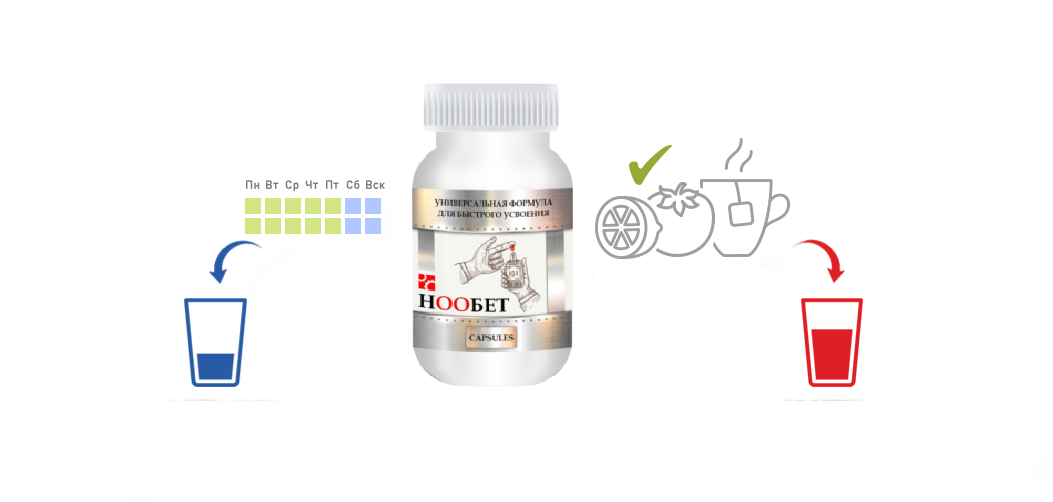 Пн Вт Ср Чт Пт Сб Вск
УНИВЕРСАЛЬНАЯ ФОРМУЛА
ДЛЯ БЫСТРОГО УСВОЕНИЯ
НООБЕТ
CAPSULES